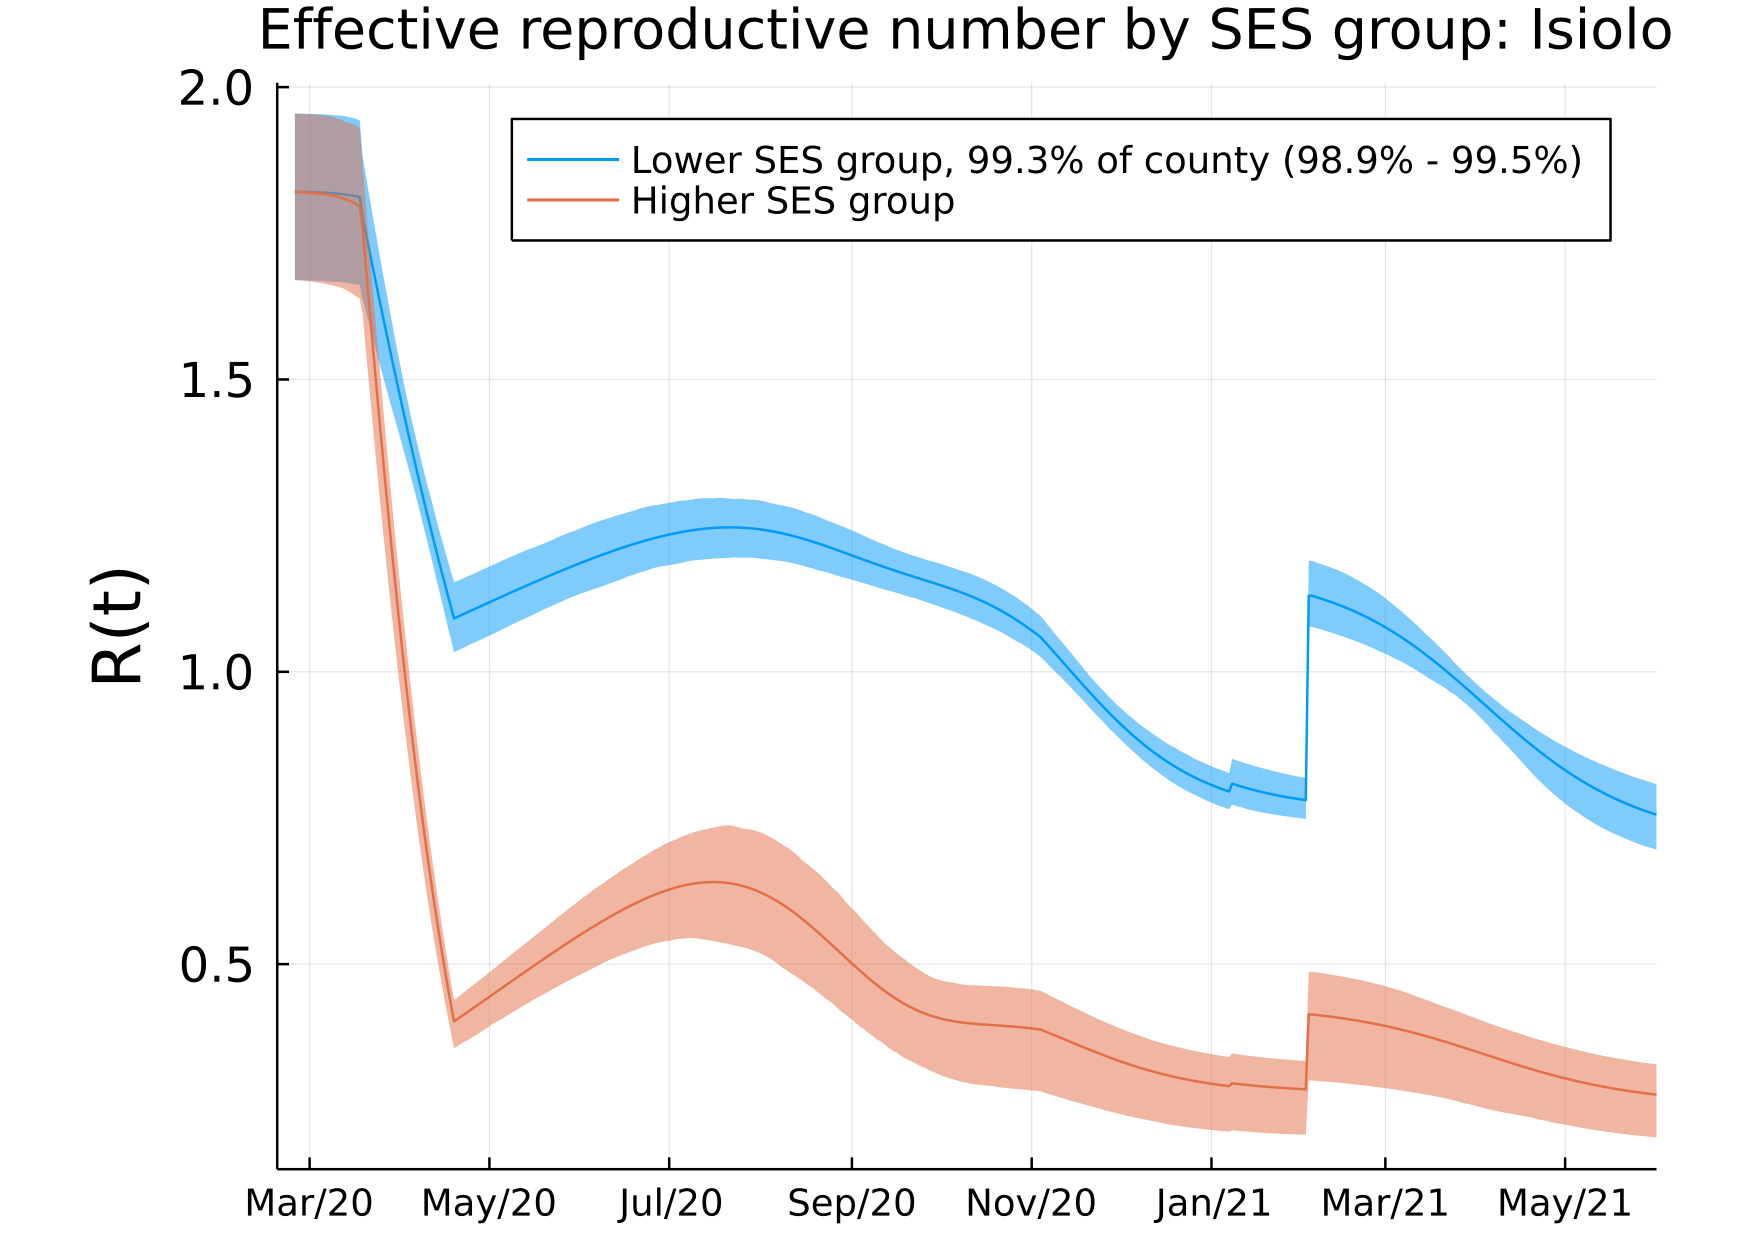 Effective reproductive number by SES group: Isiolo
Lower SES group, 99.3% of county (98.9% - 99.5%)
Higher SES group
R(t)
2.0
1.5
1.0
0.5
Mar/20 May/20 Jul/20 Sep/20 Nov/20 Jan/21 Mar/21 May/21